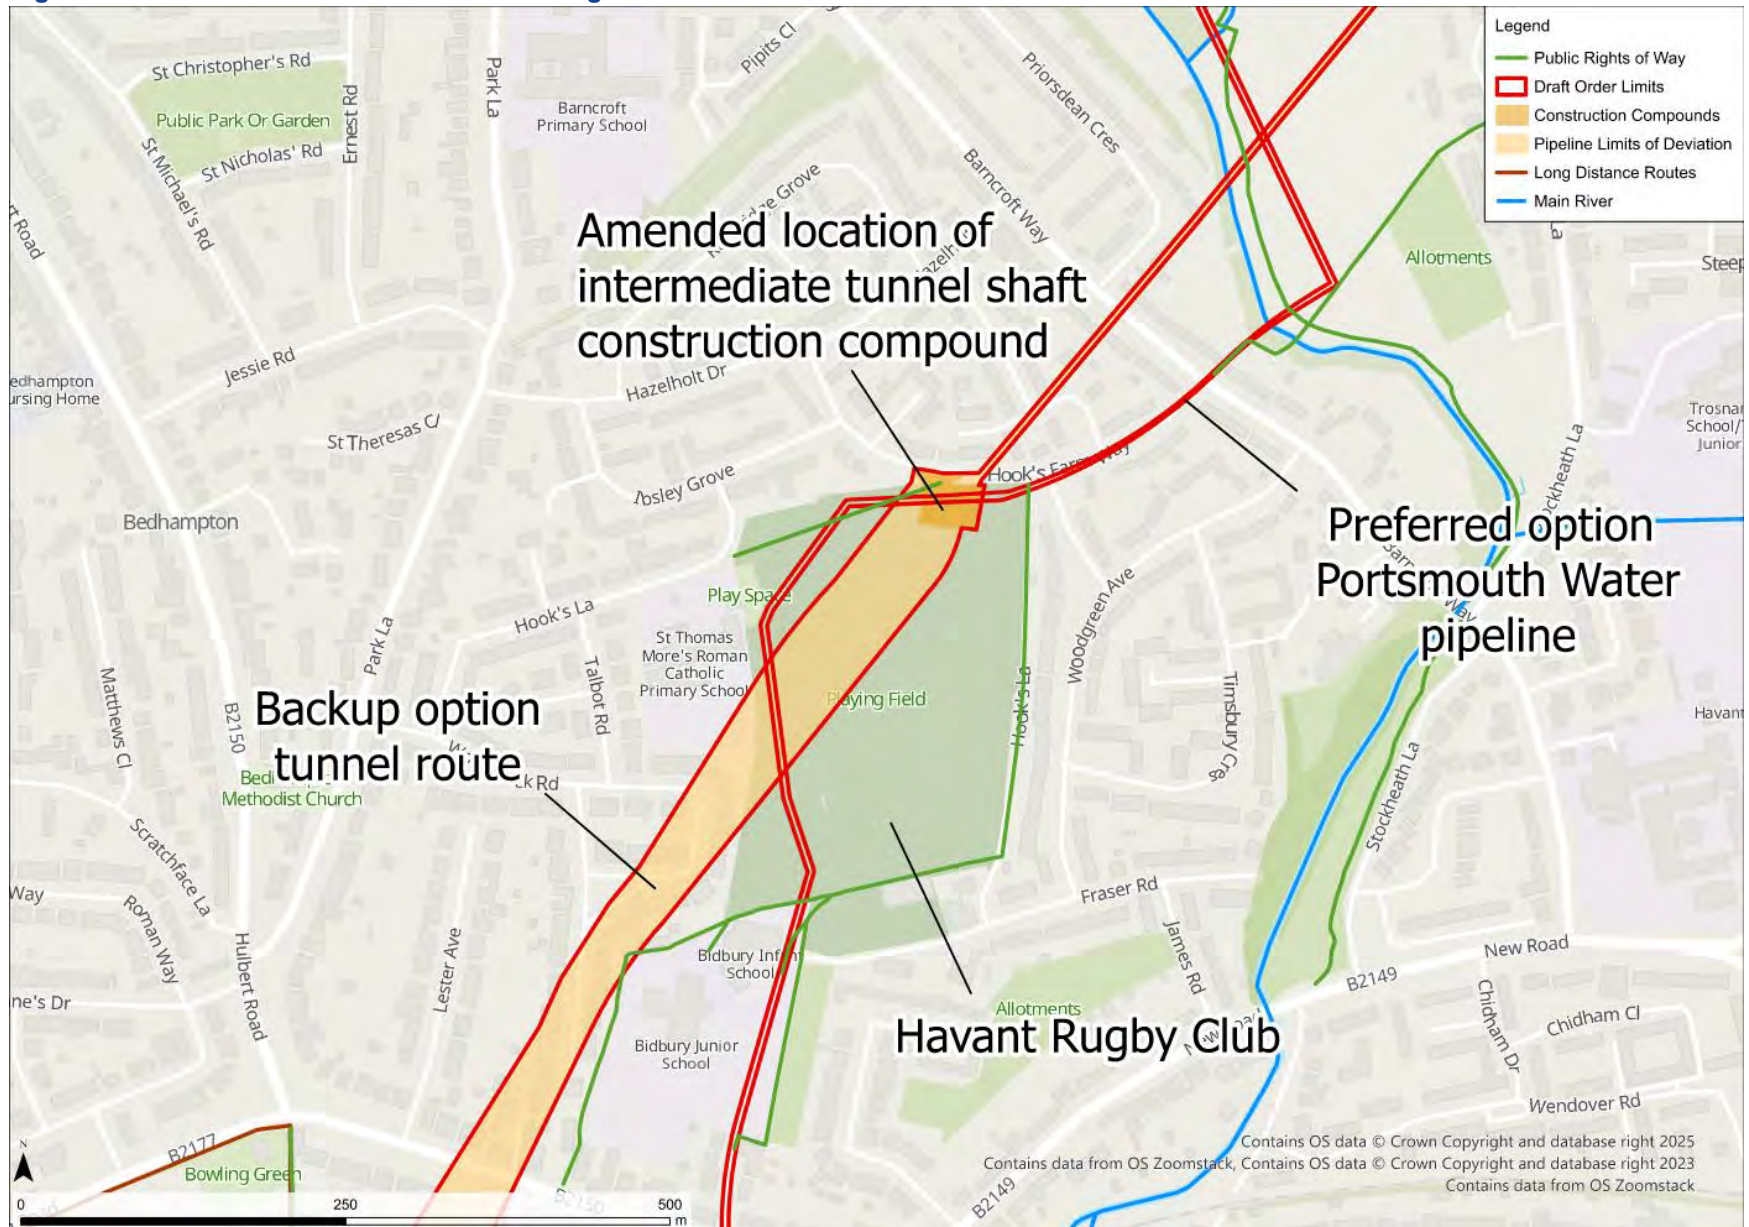 St Christopher's Rd
Public Park Or Garden
St Nicholas' Rd
Ernest Rd
St Michael's Rd
Park La
Barncroft
Primary School
Pipits Cl
Priorsdean Cres
Barncroft Way
Legend
Public Rights of Way
Draft Order Limits
Construction Compounds
Pipeline Limits of Deviation
Long Distance Routes
Main River
Allotments
Amended location of
intermediate tunnel shaft
construction compound
Jessie Rd
Hazelholt Dr
St Theresas Cl
Hook's Farm Way
Bedhampton
Play Space
Hook's La
Park La
Talbot Rd
St Thomas
More's Roman
Catholic
Primary School
Playing Field
Hook's La
Woodgreen Ave
Timsbury Cres
Preferred option
Portsmouth Water
pipeline
Stockheath La
Matthews Cl
B2150
Backup option
tunnel route
Methodist Church
Scratchface La
Roman Way
Hulbert Road
Lester Ave
Bidbury Infant
School
Bidbury Junior
School
Fraser Rd
James Rd
Allotments
Havant Rugby Club
New Road
B2149
Chidham Dr
Chidham Cl
Wendover Rd
B2177
Bowling Green
B2150
B2149
N
0 250 500
m
Contains OS data © Crown Copyright and database right 2025
Contains data from OS Zoomstack, Contains OS data © Crown Copyright and database right 2023
Contains data from OS Zoomstack